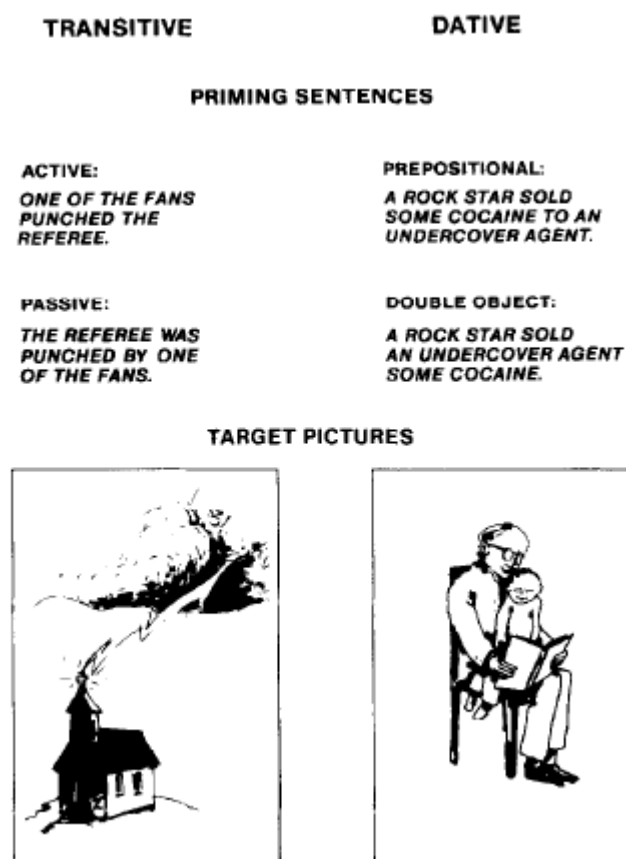 TRANSITIVE
DATIVE
PRIMING SENTENCES
ACTIVE:
ONE OF THE FANS
PUNCHED THE
REFEREE.
PREPOSITIONAL:
A ROCK STAR SOLD
SOME COCAINE TO AN
UNDERCOVER AGENT.
PASSIVE:
THE REFEREE WAS
PUNCHED BY ONE
OF THE FANS.
DOUBLE OBJECT:
A ROCK STAR SOLD
AN UNDERCOVER AGENT
SOME COCAINE.
TARGET PICTURES